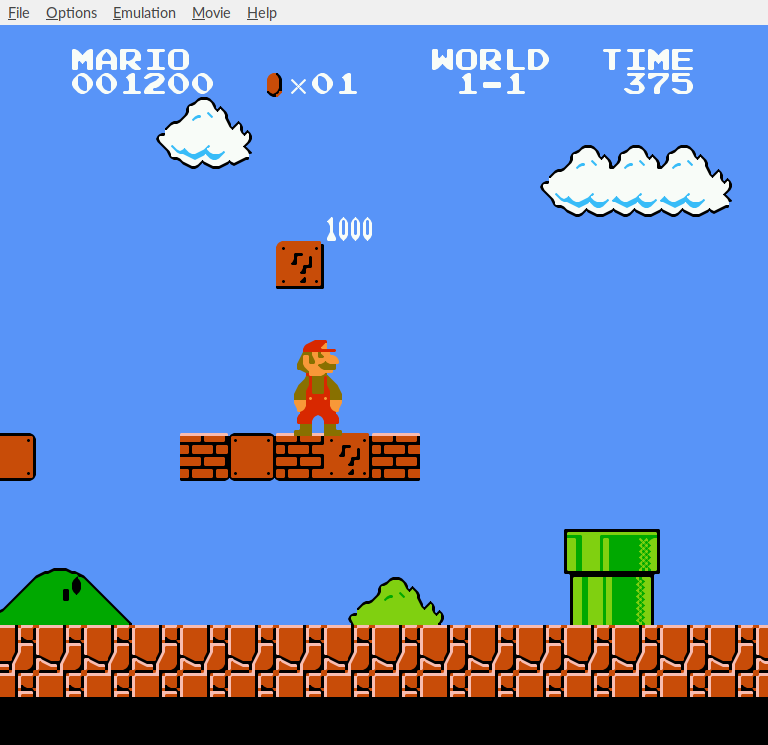 File Options Emulation Movie Help
MARIO WORLD TIME
001200 ×01 1-1 375
1000
?
?